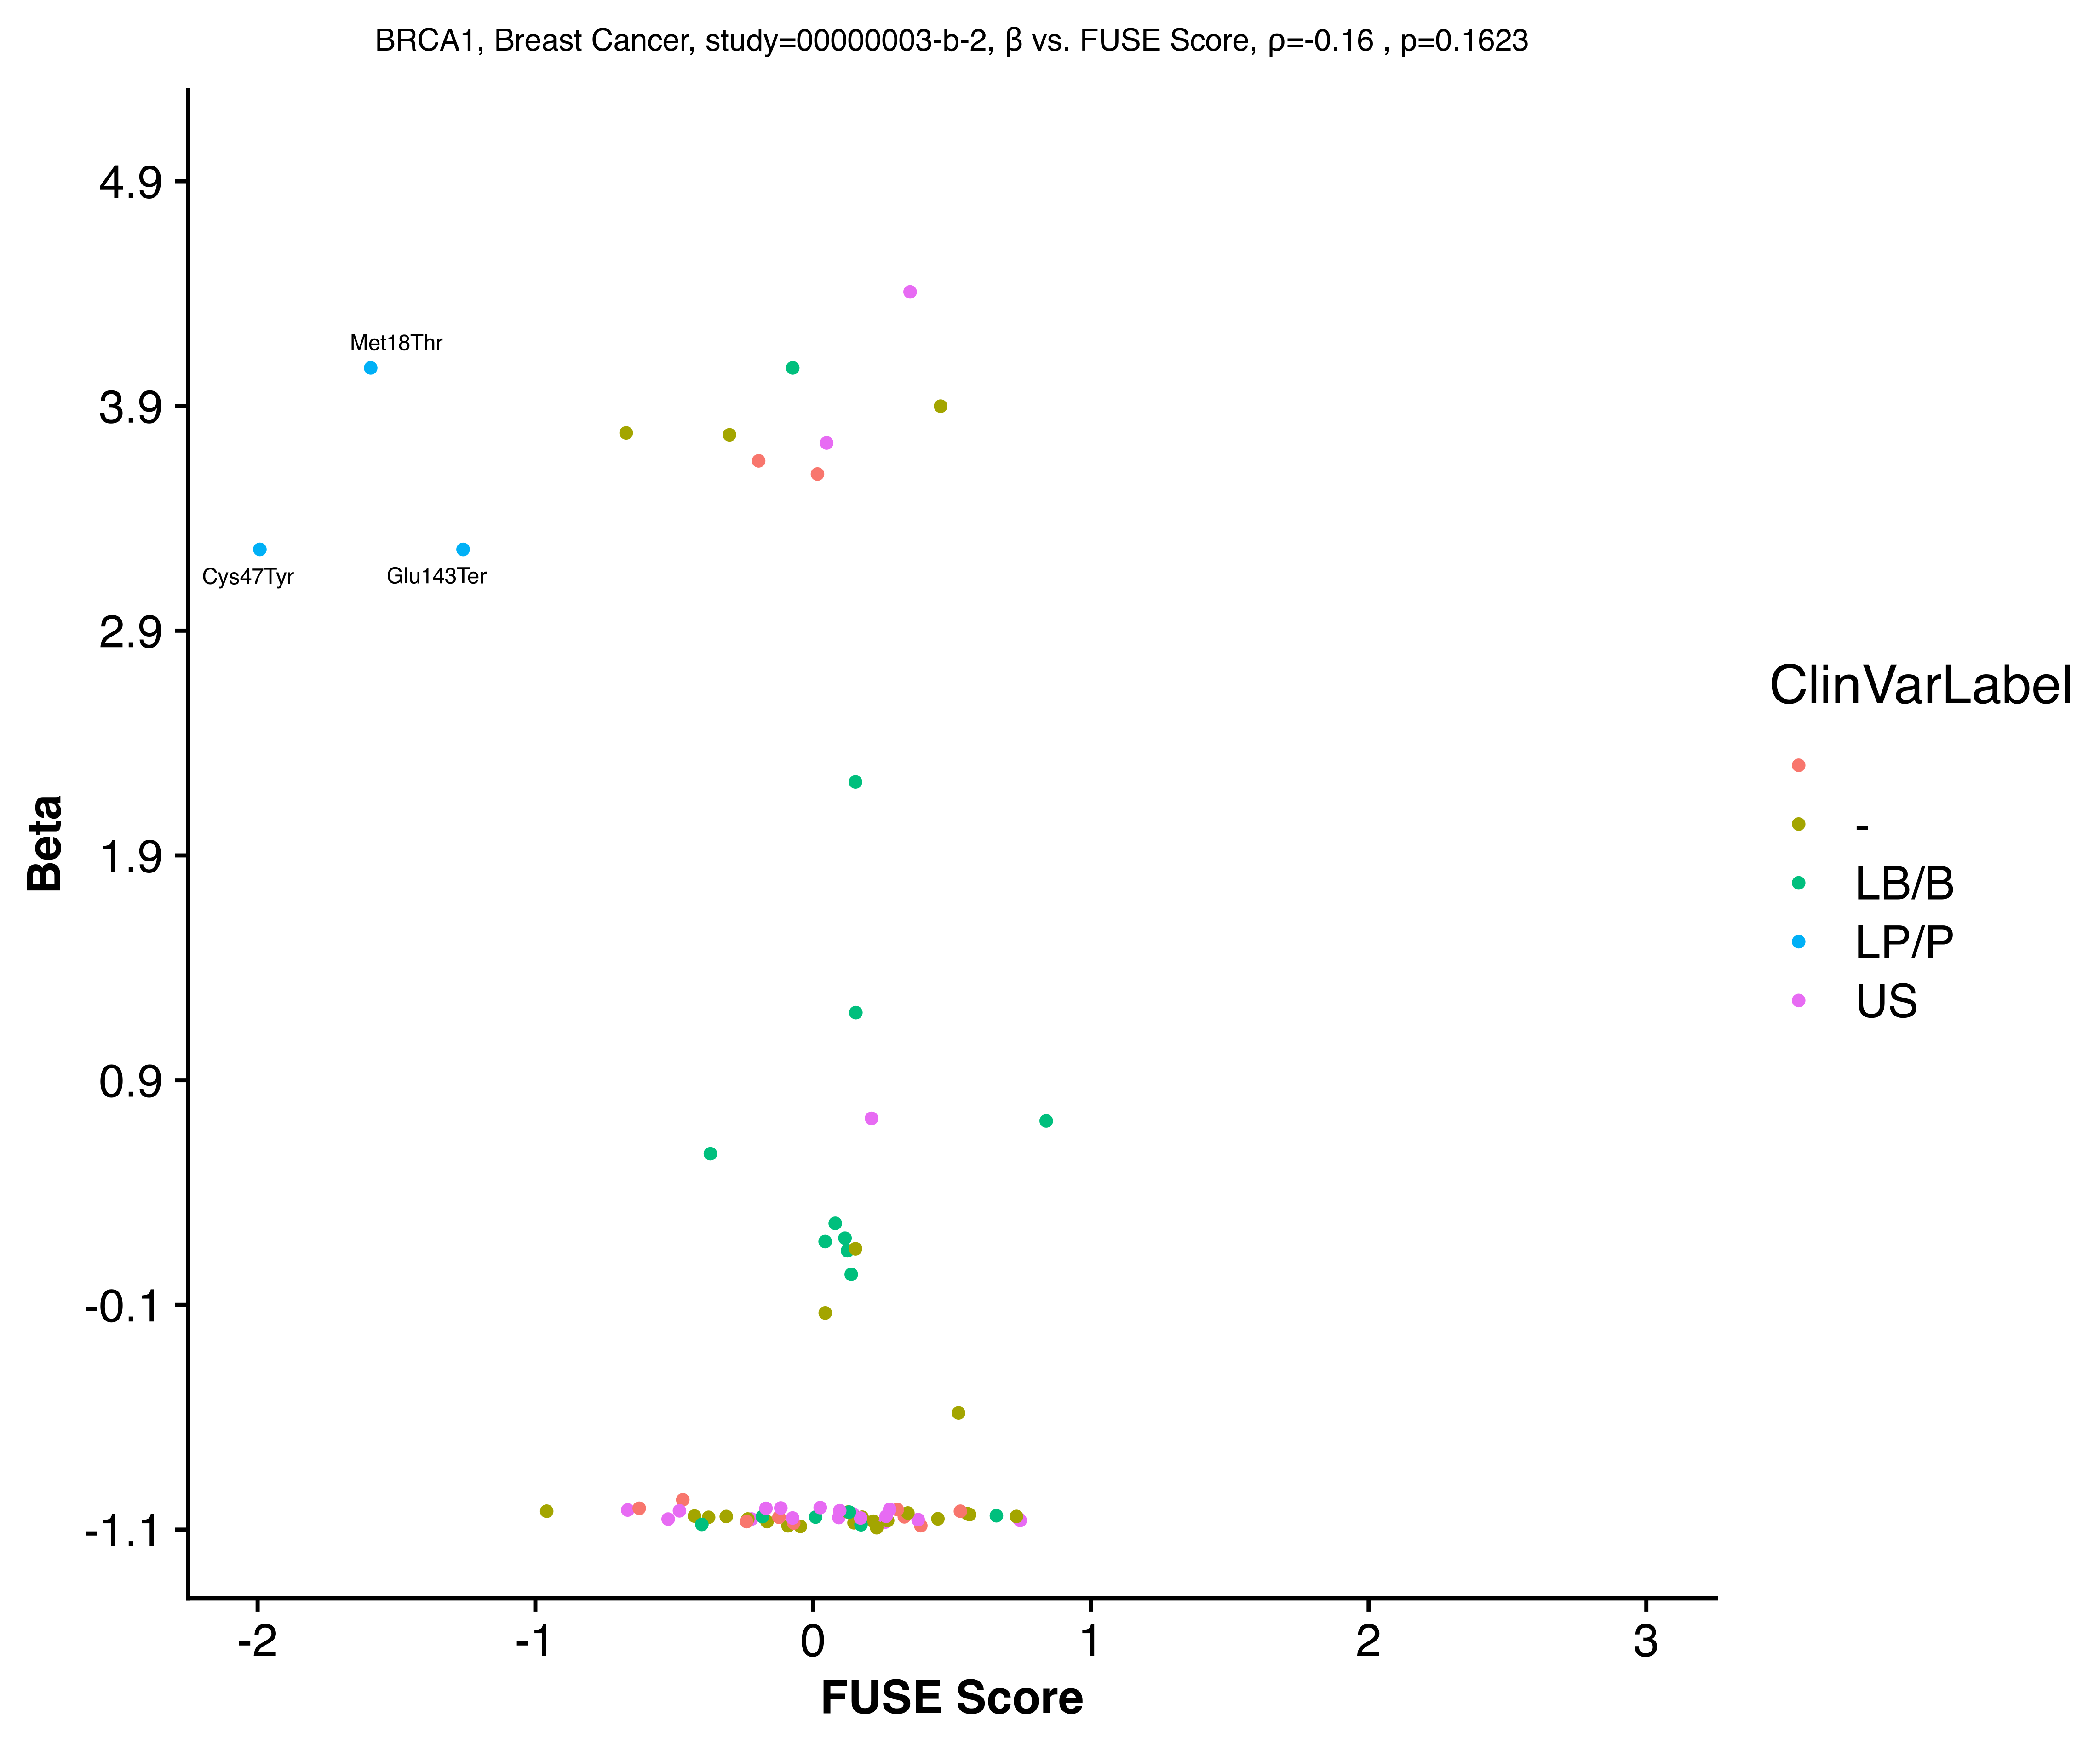 BRCA1, Breast Cancer, study=00000003-b-2, β vs. FUSE Score, ρ=-0.16 , p=0.1623
4.9
3.9
2.9
1.9
0.9
-0.1
-1.1
Beta
Met18Thr
Cys47Tyr
Glu143Ter
-2
-1
0
1
2
3
FUSE Score
ClinVarLabel
-
LB/B
LP/P
US